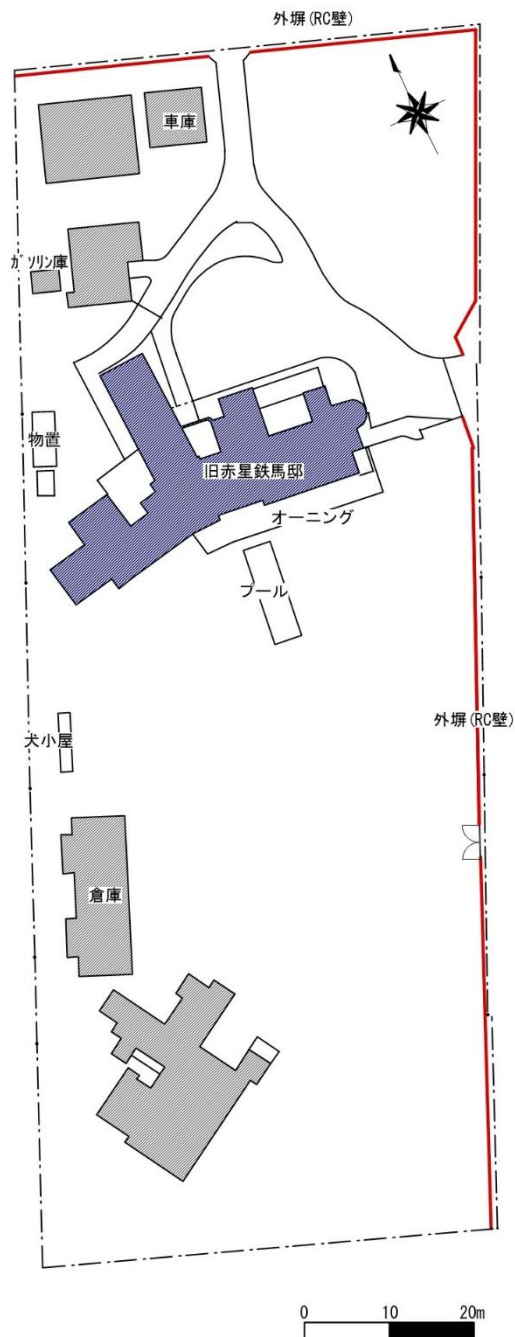 外塀(RC壁)
車庫
ガソリン庫
物置
旧赤星鉄馬邸
オーニング
プール
外塀(RC壁)
犬小屋
倉庫
0 10 20m